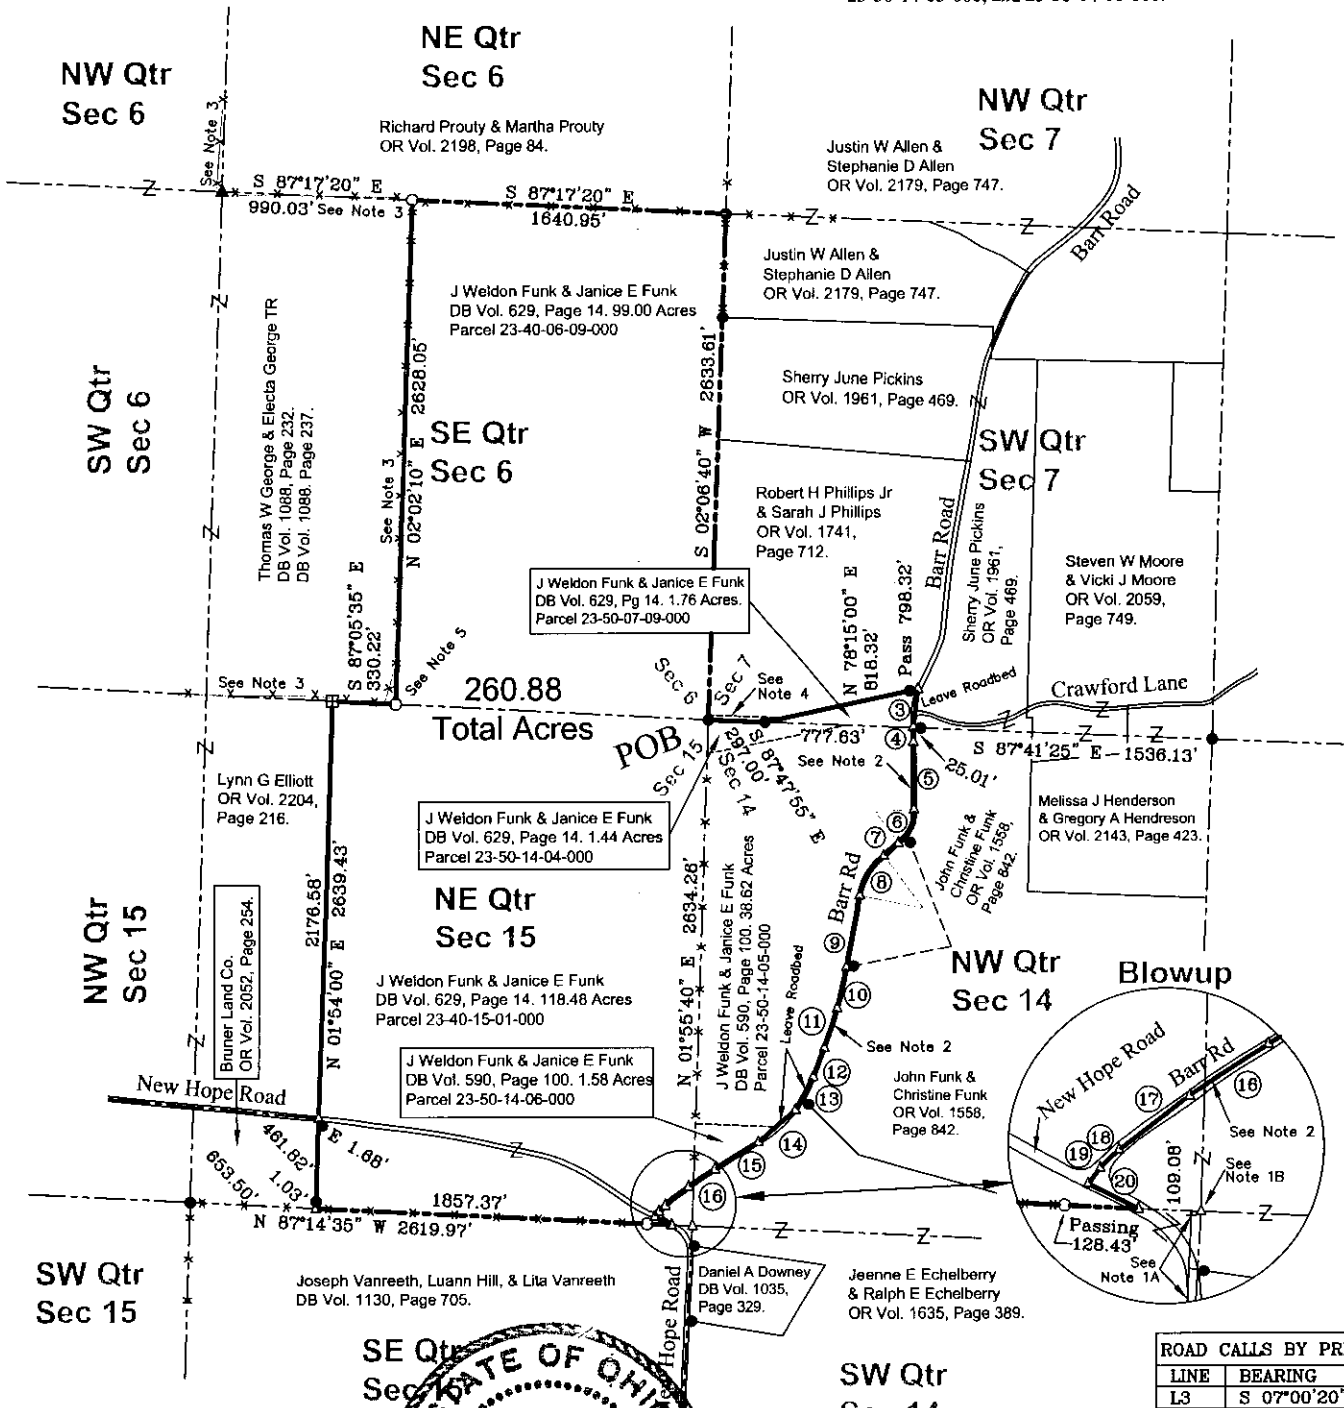 NE Qtr
Sec 6
NW Qtr
Sec 6
NW Qtr
Sec 7
Richard Prouty & Martha Prouty
OR Vol. 2198, Page 84.
Justin W Allen &
Stephanie D Allen
OR Vol. 2179, Page 747.
See Note 3
S 87°17'20" E
990.03'
See Note 3
S 87°17'20" E
1640.95'
Z
Z
Z
Barr Road
Justin W Allen &
Stephanie D Allen
OR Vol. 2179, Page 747.
J Weldon Funk & Janice E Funk
DB Vol. 629, Page 14. 99.00 Acres
Parcel 23-40-06-09-000
Z
SW Qtr
Sec 6
Thomas W George & Electa George TR
DB Vol. 1088, Page 232.
DB Vol. 1088. Page 237.
N 02°02'10" E 2628.05'
See Note 3
SE Qtr
Sec 6
S 02°06'40" W 2633.61'
Sherry June Pickins
OR Vol. 1961, Page 469.
Z
SW Qtr
Sec 7
Robert H Phillips Jr
& Sarah J Phillips
OR Vol. 1741,
Page 712.
Barr Road
Sherry June Pickins
OR Vol. 1961,
Page 469.
Steven W Moore
& Vicki J Moore
OR Vol. 2059,
Page 749.
Z
J Weldon Funk & Janice E Funk
DB Vol. 629, Pg 14. 1.76 Acres.
Parcel 23-50-07-09-000
N 78°15'00" E
818.32'
Pass 798.32'
S 87°05'35" E
330.22'
See Note 3
See Note 5
260.88
Total Acres
Sec 6
Sec 7
See
Note 4
3
Leave Roadbed
Crawford Lane
Z
Z
Z
Z
POB
Sec 15
Sec 14
297.00'
S 87°47'55" E
777.63'
4
S 87°41'25" E 1536.13'
See Note 2
25.01'
5
Z
Lynn G Elliott
OR Vol. 2204,
Page 216.
J Weldon Funk & Janice E Funk
DB Vol. 629, Page 14. 1.44 Acres
Parcel 23-50-14-04-000
Melissa J Henderson
& Gregory A Hendreson
OR Vol. 2143, Page 423.
6
7
8
John Funk &
Christine Funk
OR Vol. 1558,
Page 842.
Barr Rd
NW Qtr
Sec 15
Bruner Land Co.
OR Vol. 2052, Page 254.
2176.58'
N 01°54'00" E 2639.43'
NE Qtr
Sec 15
N 01°55'40" E 2634.26'
J Weldon Funk & Janice E Funk
DB Vol. 590, Page 100. 38.62 Acres
Parcel 23-50-14-05-000
Leave Roadbed
9
NW Qtr
Sec 14
Blowup
J Weldon Funk & Janice E Funk
DB Vol. 629, Page 14. 118.48 Acres
Parcel 23-40-15-01-000
10
11
See Note 2
Z
J Weldon Funk & Janice E Funk
DB Vol. 590, Page 100. 1.58 Acres
Parcel 23-50-14-06-000
12
13
John Funk &
Christine Funk
OR Vol. 1558,
Page 842.
New Hope Road
461.82'
653.50'
1.03'
E 1.68'
Z
14
15
16
New Hope Road
Barr Rd
16
17
18
19
20
See Note 2
109.08'
Z
See
Note 1B
Passing
128.43'
See
Note 1A
Z
1857.37'
N 87°14'35" W 2619.97'
Z
Z
SW Qtr
Sec 15
Joseph Vanreeth, Luann Hill, & Lita Vanreeth
DB Vol. 1130, Page 705.
Hope Road
Daniel A Downey
DB Vol. 1035,
Page 329.
Jeenne E Echelberry
& Ralph E Echelberry
OR Vol. 1635, Page 389.
SE Qtr
Sec 15
ATE OF OHI
SW Qtr
ROAD CALLS BY PR
LINE BEARING
L3 S 07°00'20"